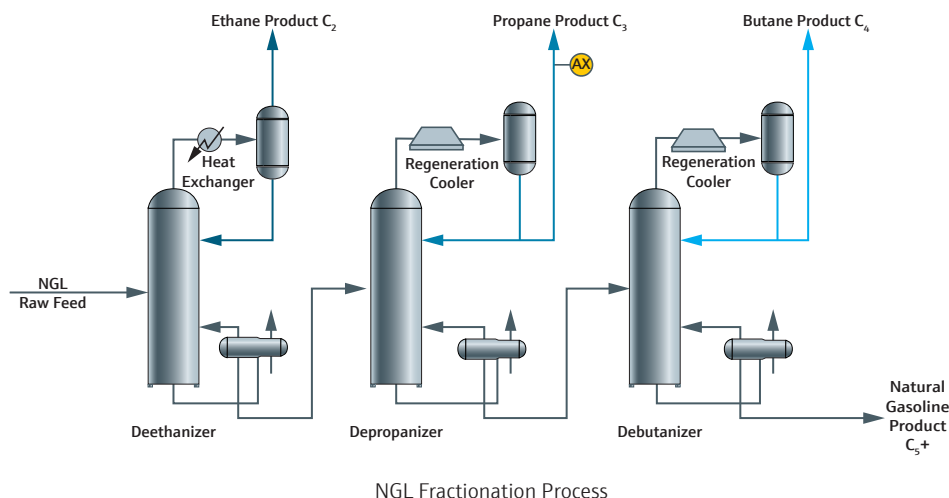 Ethane Product C₂
Propane Product C₃
Butane Product C₄
AX
Heat
Exchanger
Regeneration
Cooler
Regeneration
Cooler
NGL
Raw Feed
Deethanizer
Depropanizer
Debutanizer
Natural
Gasoline
Product
C₅+
NGL Fractionation Process